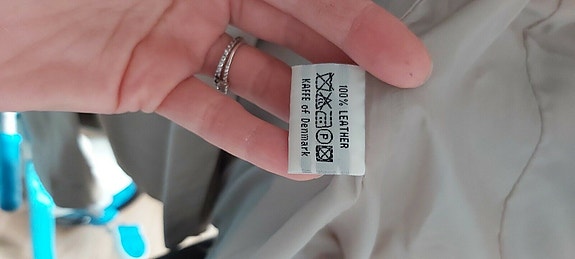 100% LEATHER
P
KAFFE of Denmark